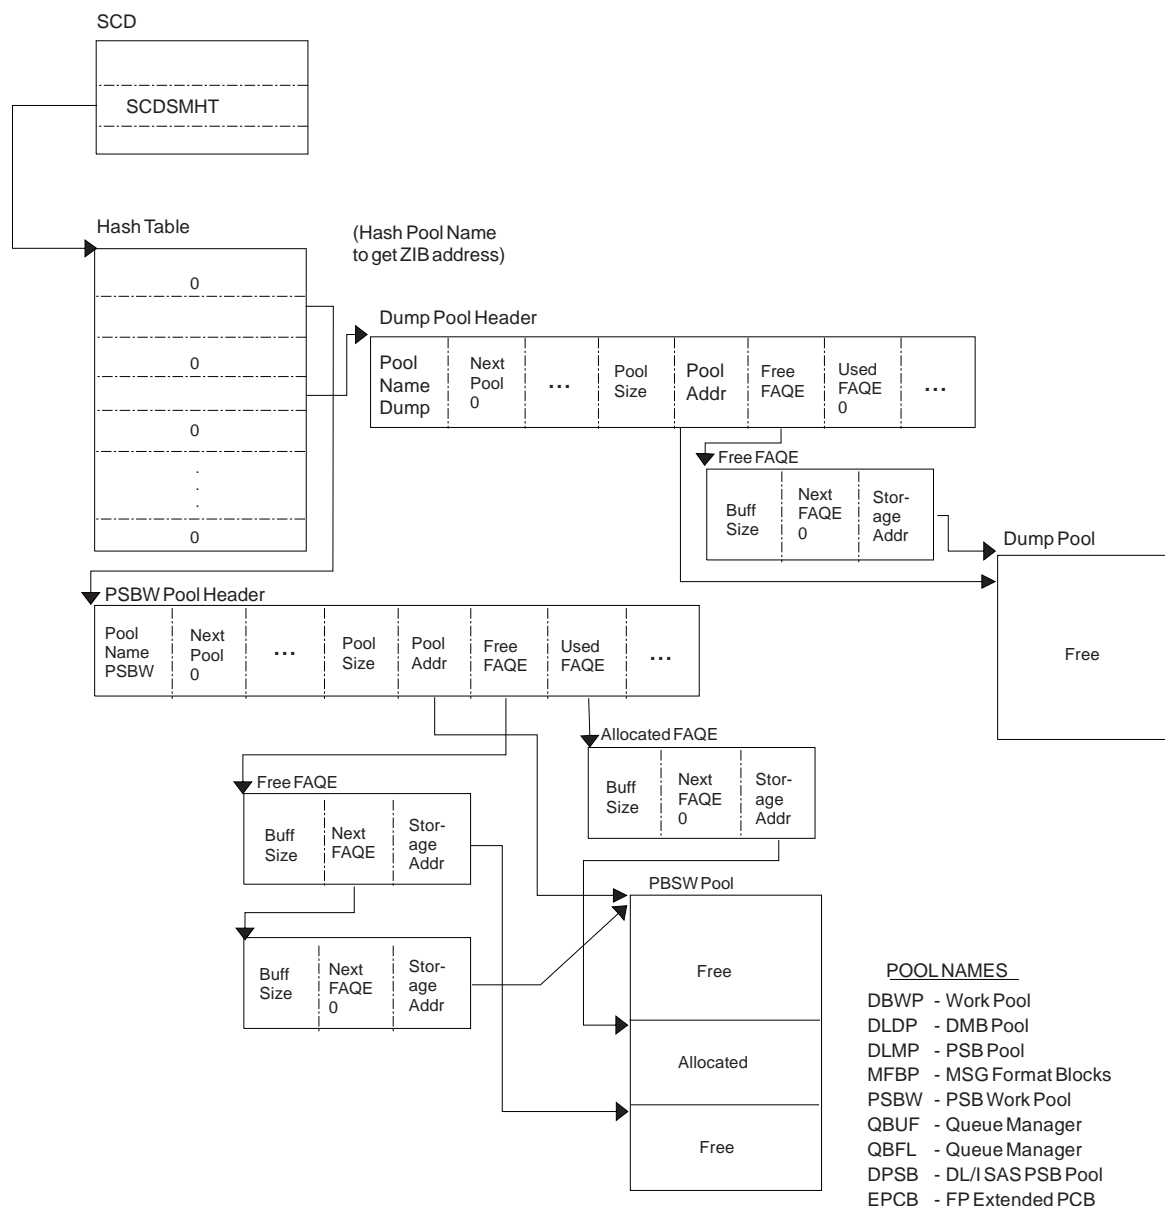 SCD
SCDSMHT
Hash Table
(Hash Pool Name
to get ZIB address)
0
0
0
.
.
.
0
Dump Pool Header
Pool
Name
Dump
Next
Pool
0
...
Pool
Size
Pool
Addr
Free
FAQE
Used
FAQE
0
...
Free FAQE
Buff
Size
Next
FAQE
0
Stor-
age
Addr
Dump Pool
Free
PSBW Pool Header
Pool
Name
PSBW
Next
Pool
0
...
Pool
Size
Pool
Addr
Free
FAQE
Used
FAQE
...
Allocated FAQE
Buff
Size
Next
FAQE
0
Stor-
age
Addr
Free FAQE
Buff
Size
Next
FAQE
Stor-
age
Addr
Buff
Size
Next
FAQE
0
Stor-
age
Addr
PBSW Pool
Free
Allocated
Free
POOL NAMES
DBWP - Work Pool
DLDP - DMB Pool
DLMP - PSB Pool
MFBP - MSG Format Blocks
PSBW - PSB Work Pool
QBUF - Queue Manager
QBFL - Queue Manager
DPSB - DL/I SAS PSB Pool
EPCB - FP Extended PCB